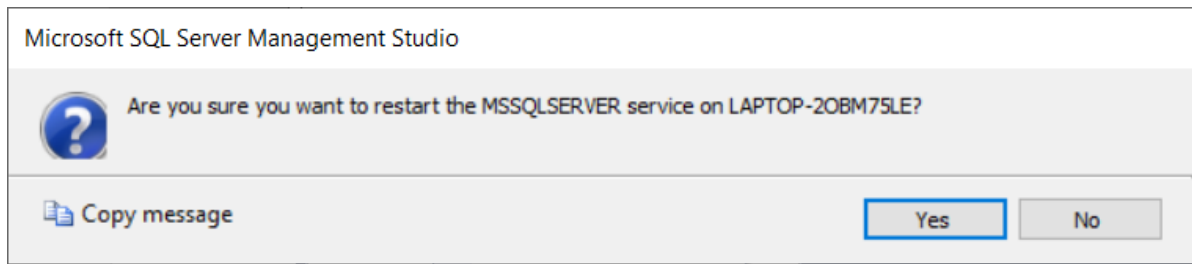 Microsoft SQL Server Management Studio
Are you sure you want to restart the MSSQLSERVER service on LAPTOP-2OBM75LE?
Copy message
Yes
No